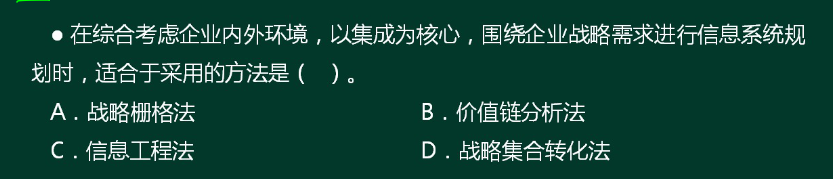 ● 在综合考虑企业内外环境，以集成为核心，围绕企业战略需求进行信息系统规
划时，适合于采用的方法是（　）。
A．战略栅格法　B．价值链分析法
C．信息工程法　D．战略集合转化法